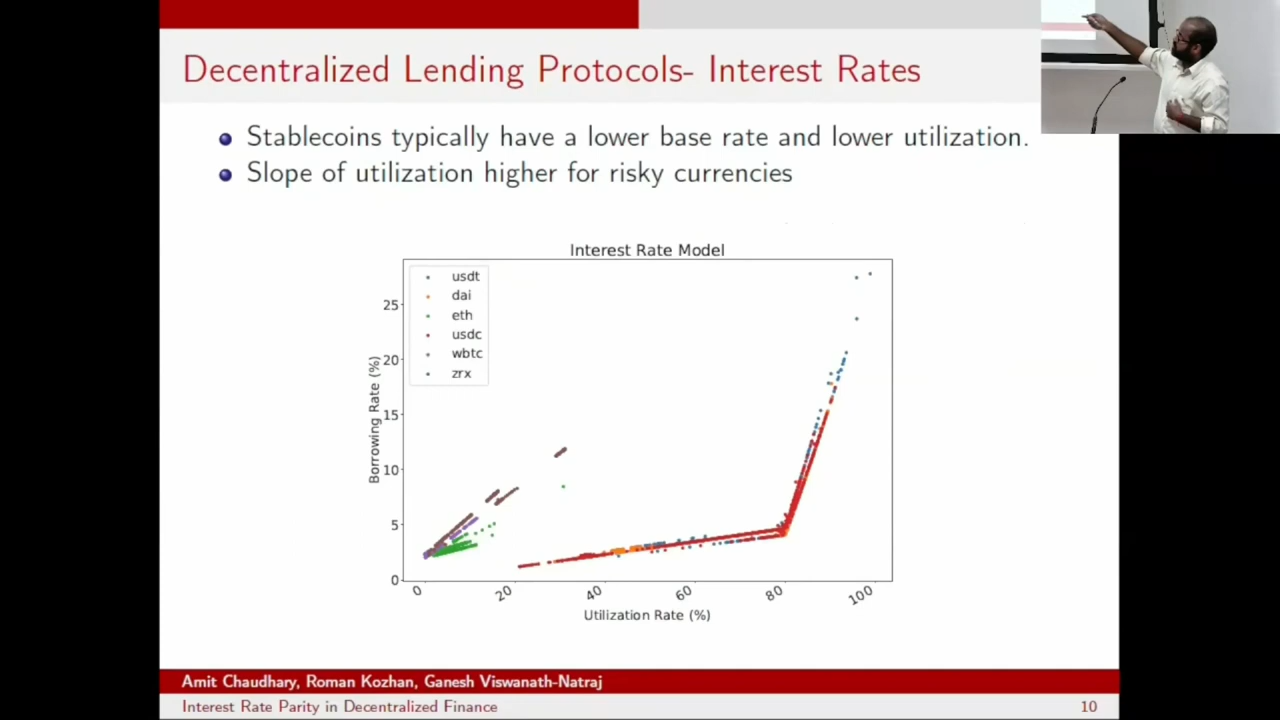 Decentralized Lending Protocols- Interest Rates
Stablecoins typically have a lower base rate and lower utilization.
Slope of utilization higher for risky currencies
Interest Rate Model
usdt
dai
eth
usdc
wbtc
zrx
25
20
15
10
5
0
Borrowing Rate (%)
0 20 40 60 80 100
Utilization Rate (%)
Amit Chaudhary, Roman Kozhan, Ganesh Viswanath-Natraj
Interest Rate Parity in Decentralized Finance 10